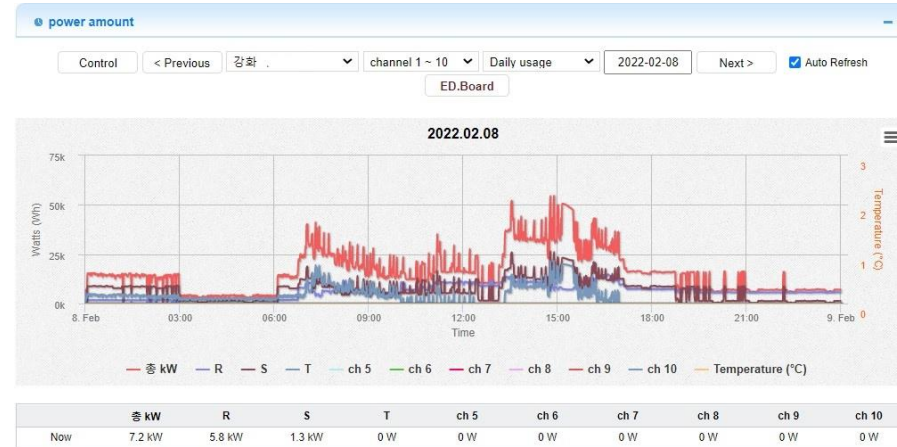 power amount
Control < Previous 강화 . channel 1 ~ 10 Daily usage 2022-02-08 Next > Auto Refresh
ED.Board
2022.02.08
75k
50k
25k
0k
Watts (Wh)
3
2
1
0
Temperature (°C)
8. Feb 03:00 06:00 09:00 12:00 15:00 18:00 21:00 9. Feb
Time
총 kW R S T ch 5 ch 6 ch 7 ch 8 ch 9 ch 10 Temperature (°C)
총 kW R S T ch 5 ch 6 ch 7 ch 8 ch 9 ch 10
Now 7.2 kW 5.8 kW 1.3 kW 0 W 0 W 0 W 0 W 0 W 0 W 0 W